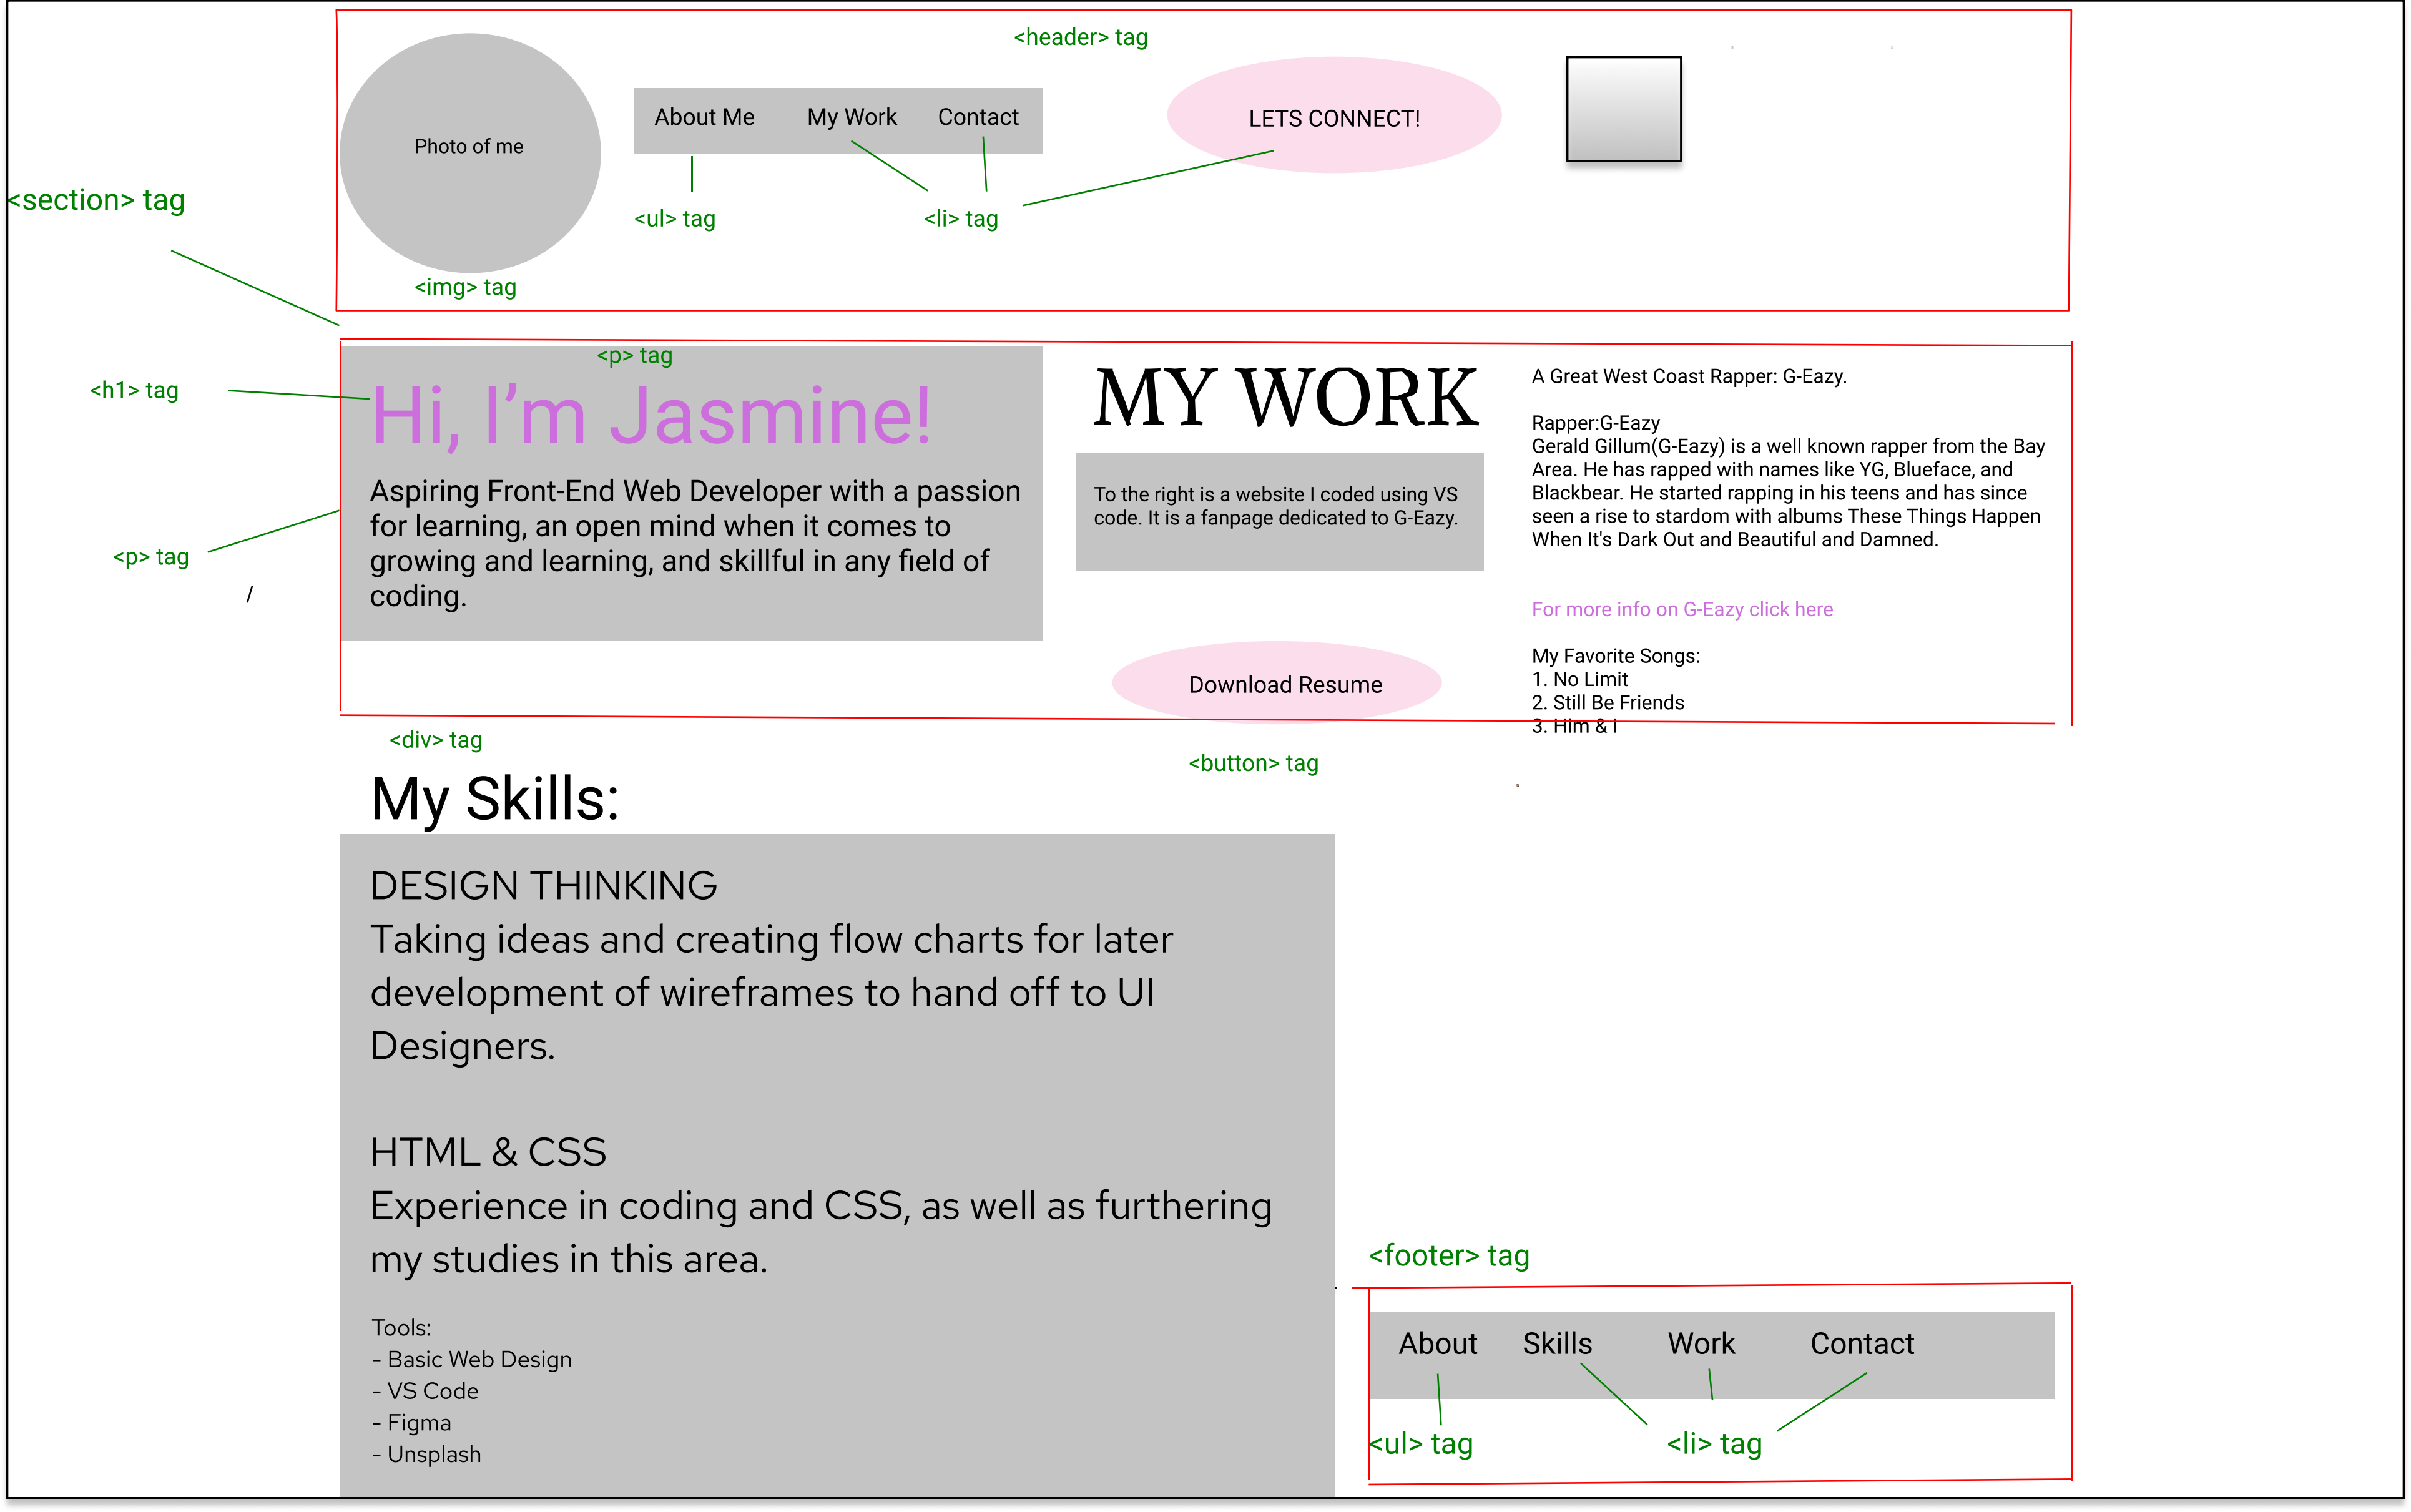 <header> tag
Photo of me
About Me
My Work
Contact
LETS CONNECT!
<section> tag
<ul> tag
<li> tag
<img> tag
<p> tag
<h1> tag
Hi, I’m Jasmine!
Aspiring Front-End Web Developer with a passion
for learning, an open mind when it comes to
growing and learning, and skillful in any field of
coding.
<p> tag
/
MY WORK
To the right is a website I coded using VS
code. It is a fanpage dedicated to G-Eazy.
Download Resume
A Great West Coast Rapper: G-Eazy.
Rapper:G-Eazy
Gerald Gillum(G-Eazy) is a well known rapper from the Bay
Area. He has rapped with names like YG, Blueface, and
Blackbear. He started rapping in his teens and has since
seen a rise to stardom with albums These Things Happen
When It's Dark Out and Beautiful and Damned.
For more info on G-Eazy click here
My Favorite Songs:
1. No Limit
2. Still Be Friends
3. Him & I
<div> tag
<button> tag
My Skills:
DESIGN THINKING
Taking ideas and creating flow charts for later
development of wireframes to hand off to UI
Designers.
HTML & CSS
Experience in coding and CSS, as well as furthering
my studies in this area.
Tools:
- Basic Web Design
- VS Code
- Figma
- Unsplash
<footer> tag
About
Skills
Work
Contact
<ul> tag
<li> tag